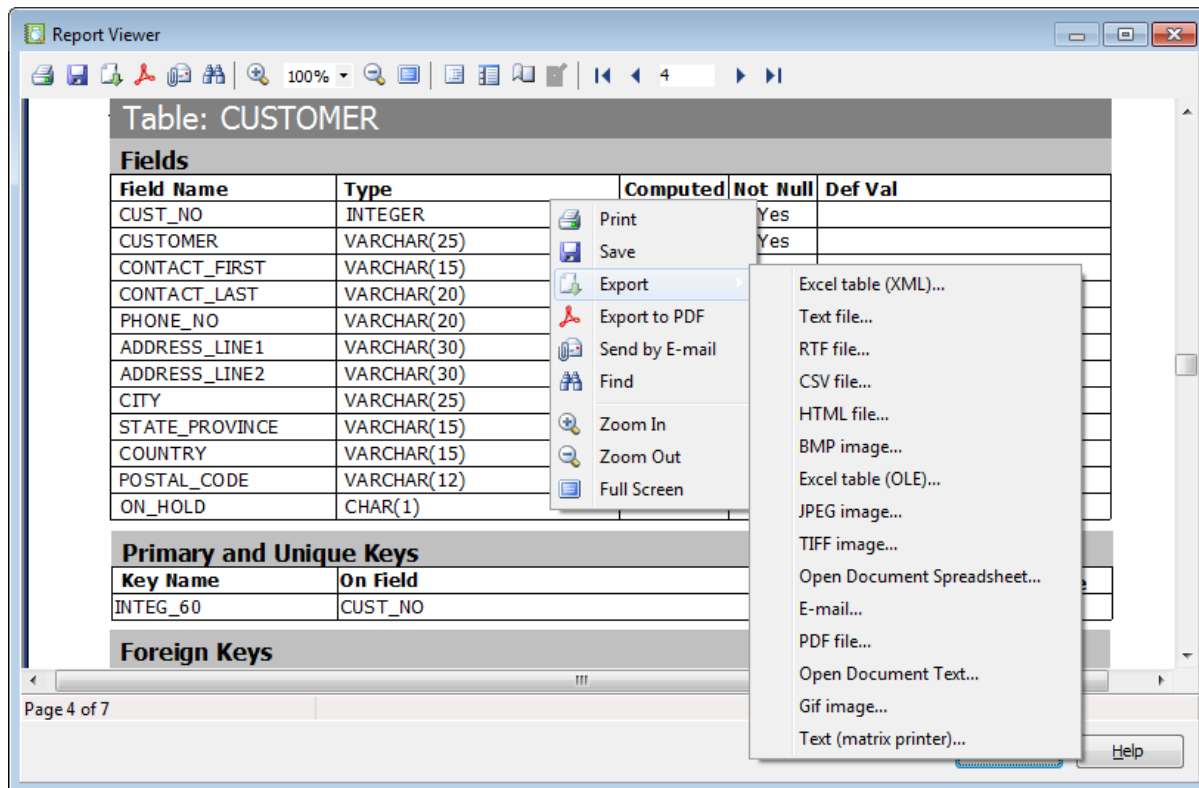 Report Viewer
100% 4
Table: CUSTOMER
Fields
Field Name Type Computed Not Null Def Val
CUST_NO INTEGER Yes
CUSTOMER VARCHAR(25) Yes
CONTACT_FIRST VARCHAR(15)
CONTACT_LAST VARCHAR(20)
PHONE_NO VARCHAR(20)
ADDRESS_LINE1 VARCHAR(30)
ADDRESS_LINE2 VARCHAR(30)
CITY VARCHAR(25)
STATE_PROVINCE VARCHAR(15)
COUNTRY VARCHAR(15)
POSTAL_CODE VARCHAR(12)
ON_HOLD CHAR(1)
Primary and Unique Keys
Key Name On Field
INTEG_60 CUST_NO
Foreign Keys
Print
Save
Export
Export to PDF
Send by E-mail
Find
Zoom In
Zoom Out
Full Screen
Excel table (XML)...
Text file...
RTF file...
CSV file...
HTML file...
BMP image...
Excel table (OLE)...
JPEG image...
TIFF image...
Open Document Spreadsheet...
E-mail...
PDF file...
Open Document Text...
Gif image...
Text (matrix printer)...
Page 4 of 7
Help